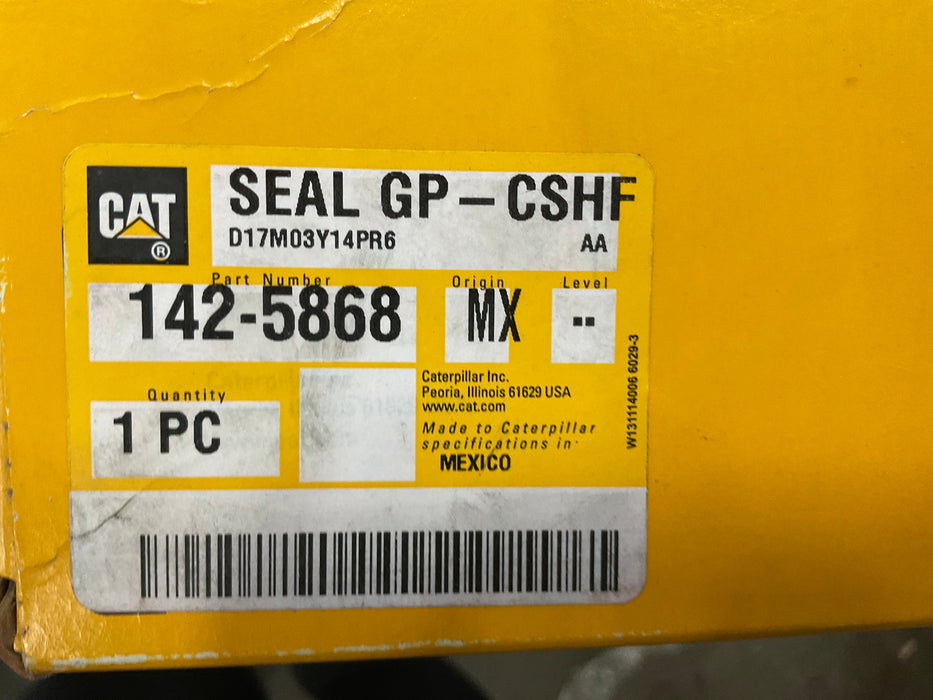 CAT
®
SEAL GP – CSHF
D17M03Y14PR6 AA
Part Number Origin Level
142-5868 MX --
Quantity
1 PC
Caterpillar Inc.
Peoria, Illinois 61629 USA
www.cat.com
Made to Caterpillar
specifications in
MEXICO
W131114006 6029-3